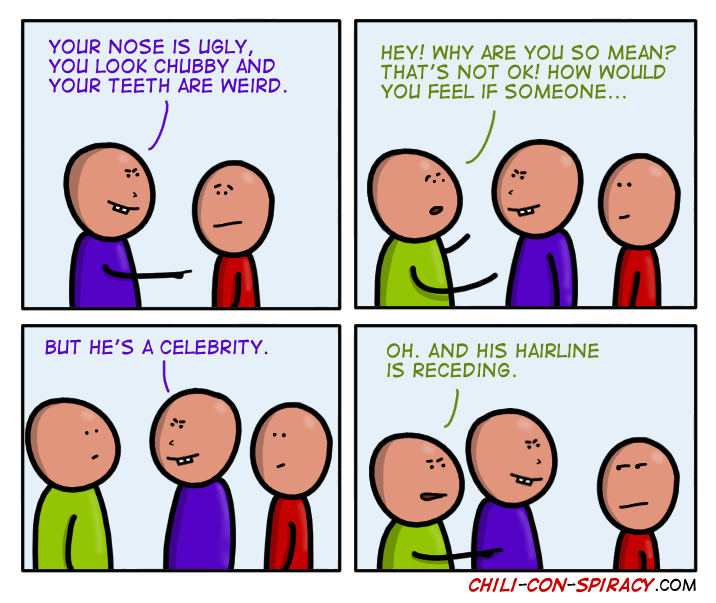 YOUR NOSE IS UGLY,
YOU LOOK CHUBBY AND
YOUR TEETH ARE WEIRD.
HEY! WHY ARE YOU SO MEAN?
THAT'S NOT OK! HOW WOULD
YOU FEEL IF SOMEONE...
BUT HE'S A CELEBRITY.
OH. AND HIS HAIRLINE
IS RECEDING.
CHILI-CON-SPIRACY.COM